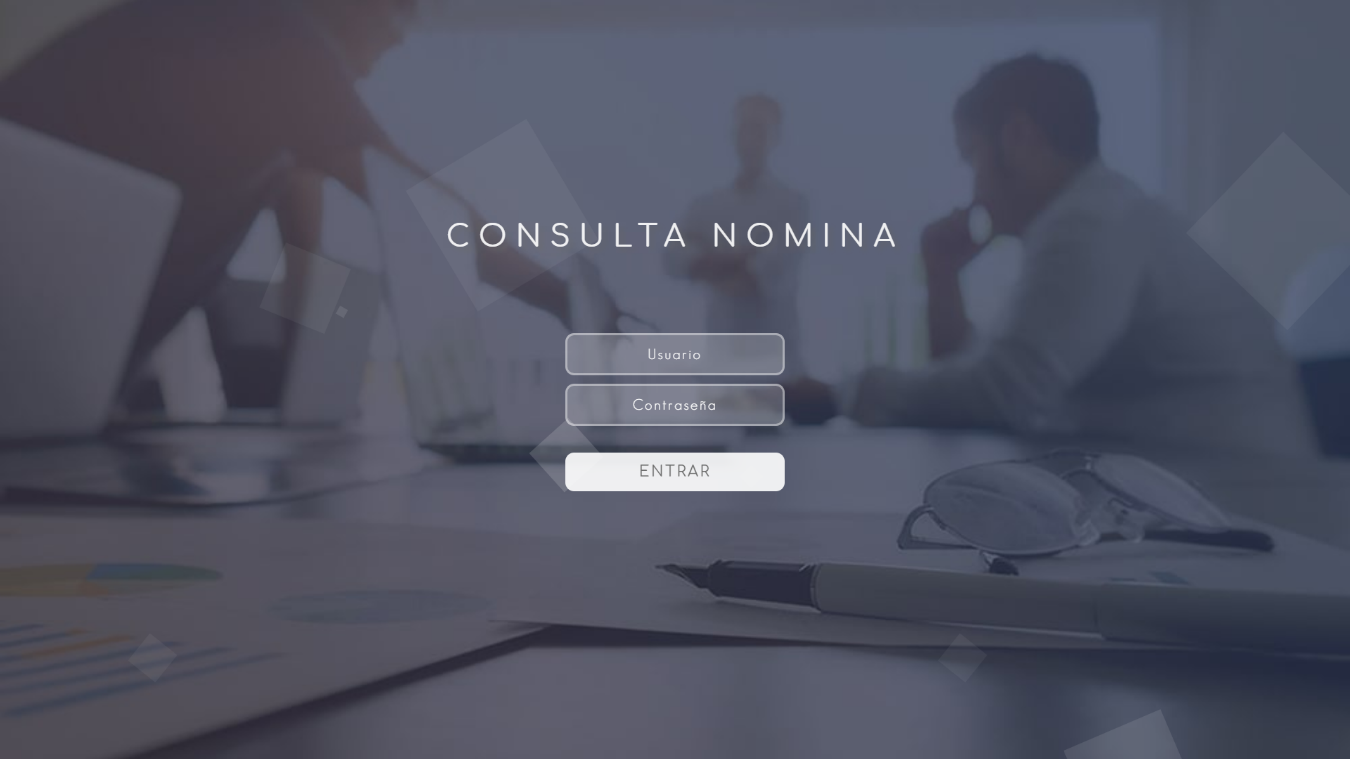 CONSULTA NOMINA
Usuario
Contraseña
ENTRAR